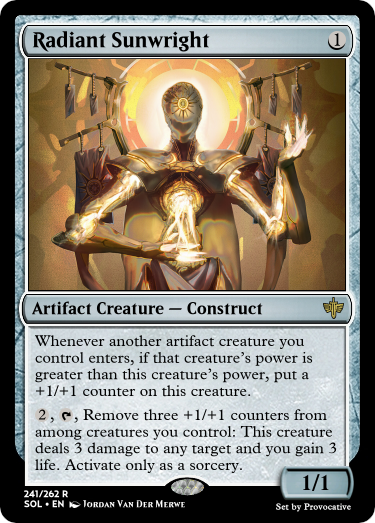 Radiant Sunwright 1
Artifact Creature — Construct
Whenever another artifact creature you
control enters, if that creature's power is
greater than this creature's power, put a
+1/+1 counter on this creature.
2, , Remove three +1/+1 counters from
among creatures you control: This creature
deals 3 damage to any target and you gain 3
life. Activate only as a sorcery.
1/1
241/262 R
SOL • EN Jordan Van Der Merwe
Set by Provocative